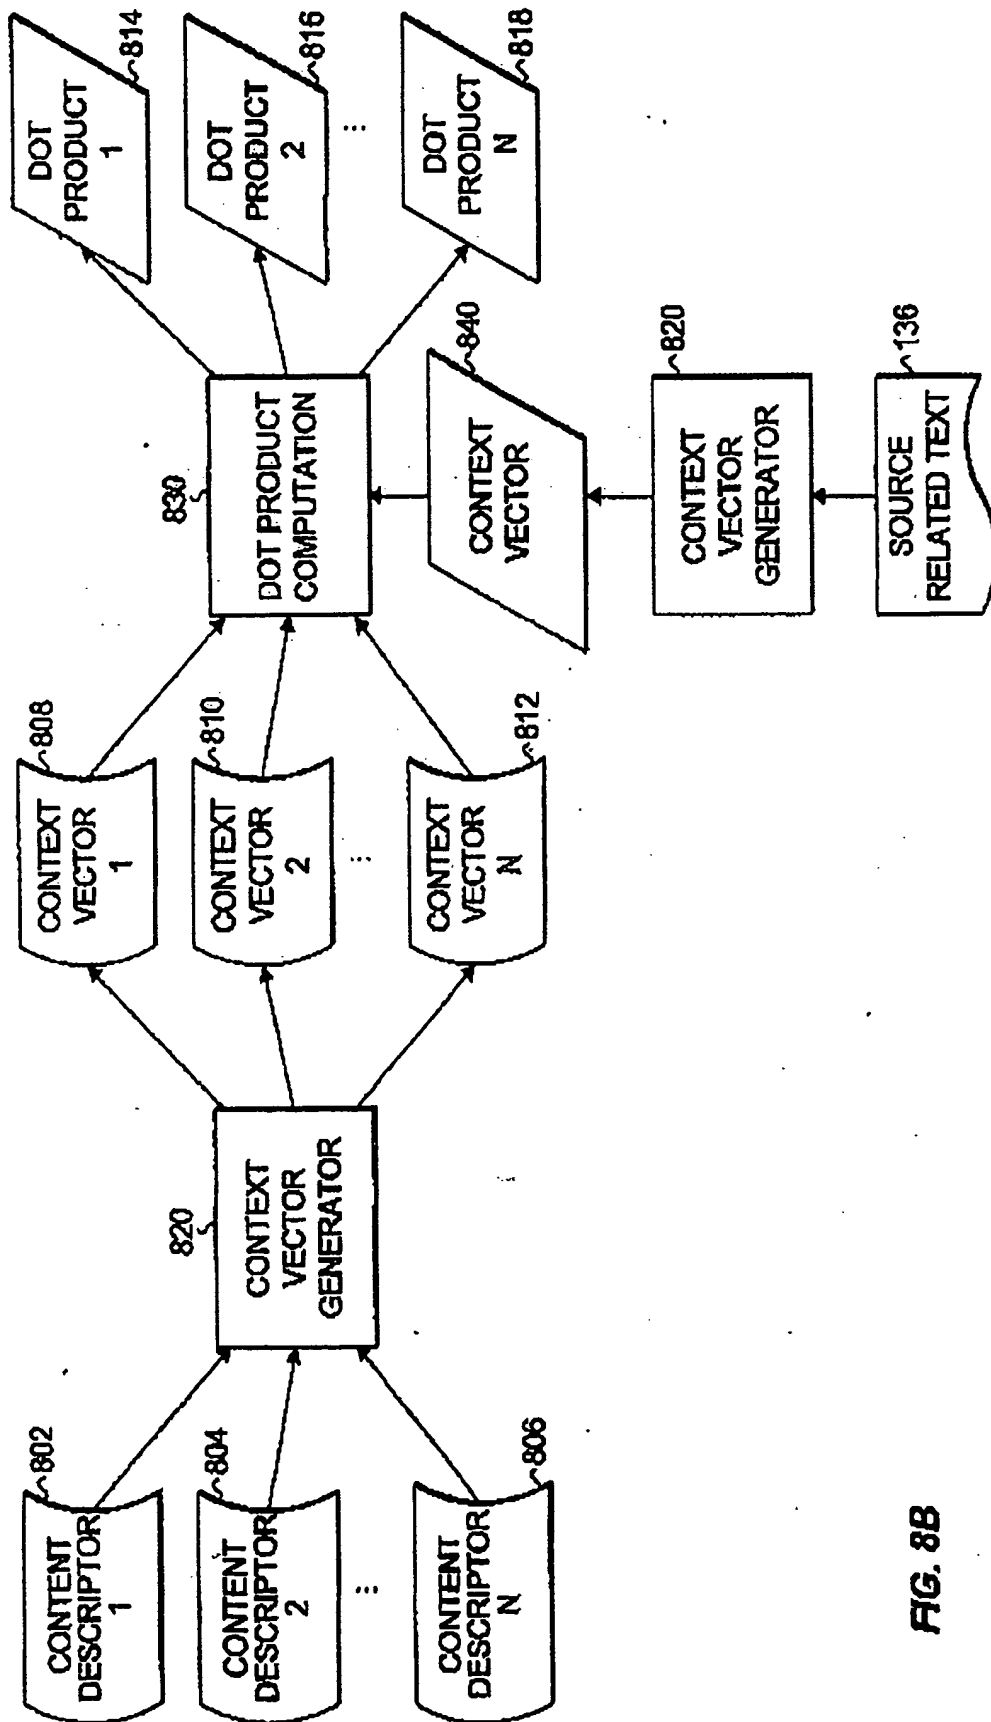 CONTENT
DESCRIPTOR
1
802
CONTENT
DESCRIPTOR
2
804
...
CONTENT
DESCRIPTOR
N
806
820
CONTEXT
VECTOR
GENERATOR
CONTEXT
VECTOR
1
808
CONTEXT
VECTOR
2
810
...
CONTEXT
VECTOR
N
812
830
DOT PRODUCT
COMPUTATION
DOT
PRODUCT
1
814
DOT
PRODUCT
2
816
...
DOT
PRODUCT
N
818
CONTEXT
VECTOR
840
CONTEXT
VECTOR
GENERATOR
820
SOURCE
RELATED TEXT
136
FIG. 8B